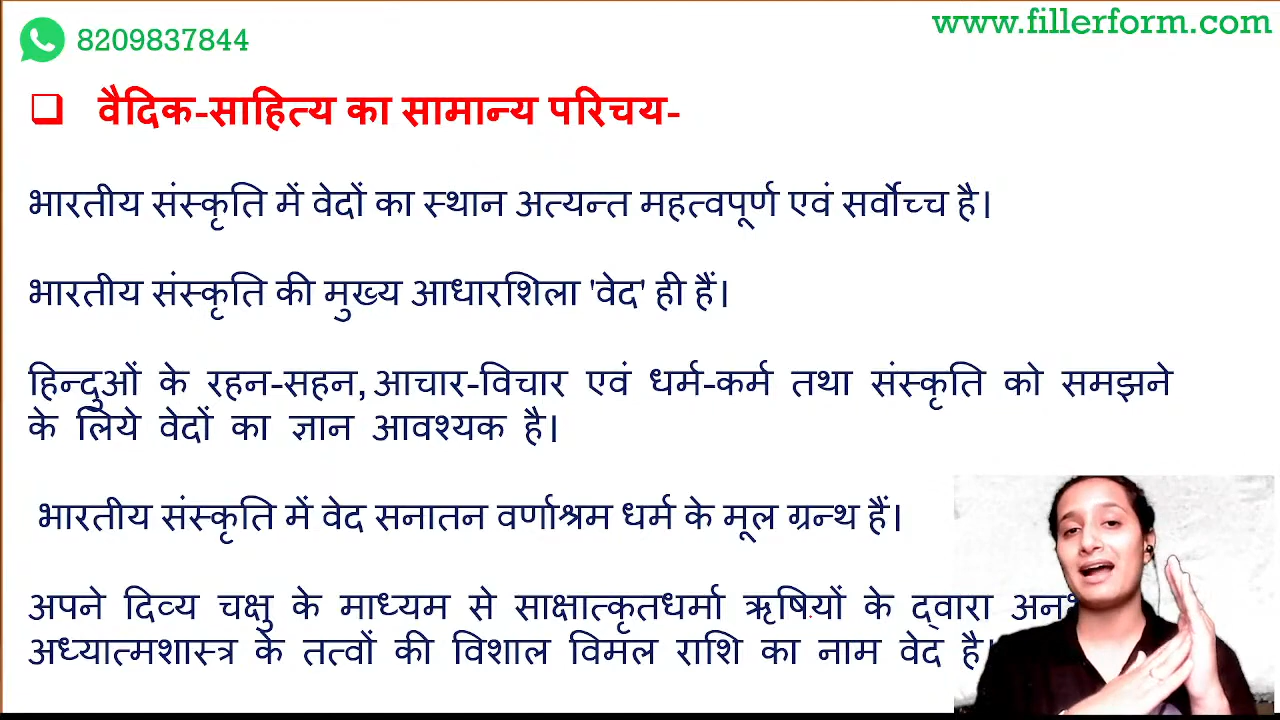 8209837844
www.fillerform.com
वैदिक-साहित्य का सामान्य परिचय-
भारतीय संस्कृति में वेदों का स्थान अत्यन्त महत्वपूर्ण एवं सर्वोच्च है।
भारतीय संस्कृति की मुख्य आधारशिला 'वेद' ही हैं।
हिन्दुओं के रहन-सहन, आचार-विचार एवं धर्म-कर्म तथा संस्कृति को समझने
के लिये वेदों का ज्ञान आवश्यक है।
भारतीय संस्कृति में वेद सनातन वर्णाश्रम धर्म के मूल ग्रन्थ हैं।
अपने दिव्य चक्षु के माध्यम से साक्षात्कृतधर्मा ऋषियों के द्वारा
अध्यात्मशास्त्र के तत्वों की विशाल विमल राशि का नाम वेद है।